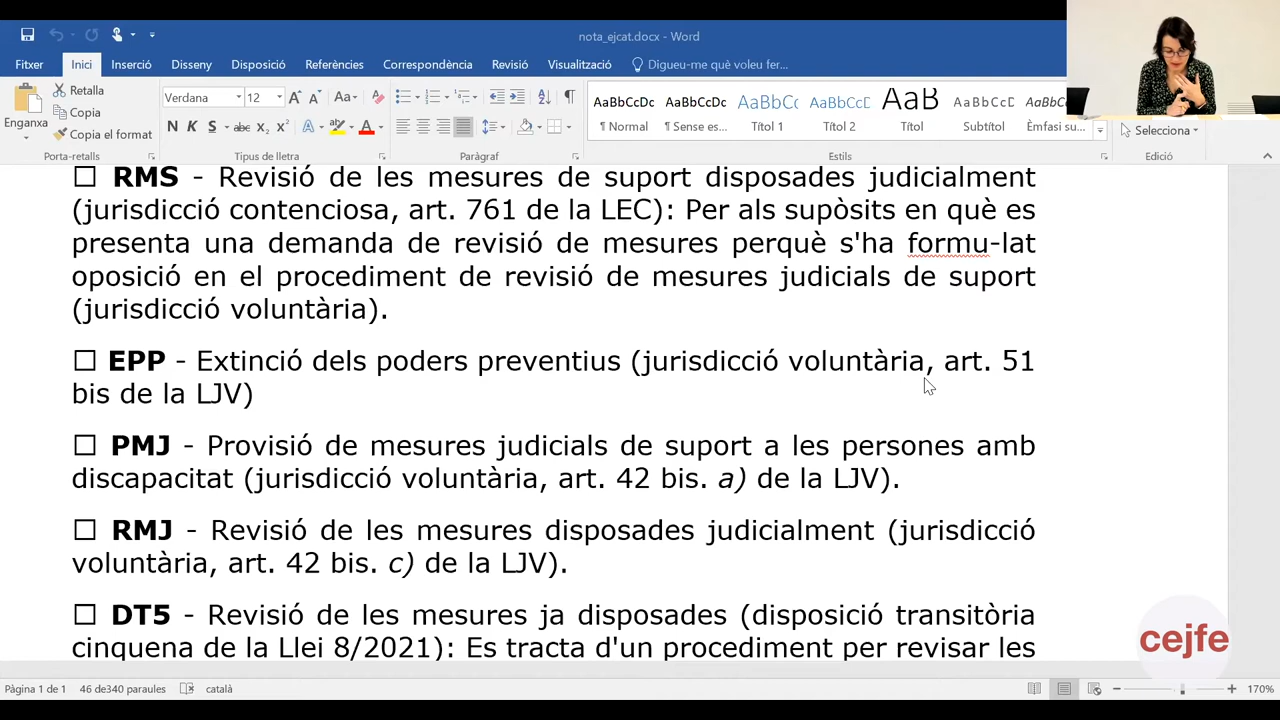 nota_ejcat.docx - Word
Fitxer Inici Inserció Disseny Disposició Referències Correspondència Revisió Visualització Digueu-me què voleu fer...
Enganxa
Retalla
Copia
Copia el format
Verdana 12 Aa
N K S abc x₂ x² A A
AaBbCcDc AaBbCcDc AaBbCc AaBbCcD AaB AaBbCcD AaBbCcD
¶ Normal ¶ Sense es... Títol 1 Títol 2 Títol Subtítol Èmfasi su...
Selecciona
Porta-retalls Tipus de lletra Paràgraf Estils Edició
☐ RMS - Revisió de les mesures de suport disposades judicialment
(jurisdicció contenciosa, art. 761 de la LEC): Per als supòsits en què es
presenta una demanda de revisió de mesures perquè s'ha formu-lat
oposició en el procediment de revisió de mesures judicials de suport
(jurisdicció voluntària).
☐ EPP - Extinció dels poders preventius (jurisdicció voluntària, art. 51
bis de la LJV)
☐ PMJ - Provisió de mesures judicials de suport a les persones amb
discapacitat (jurisdicció voluntària, art. 42 bis. a) de la LJV).
☐ RMJ - Revisió de les mesures disposades judicialment (jurisdicció
voluntària, art. 42 bis. c) de la LJV).
☐ DT5 - Revisió de les mesures ja disposades (disposició transitòria
cinquena de la Llei 8/2021): Es tracta d'un procediment per revisar les
cejfe
Pàgina 1 de 1 46 de340 paraules català 170%